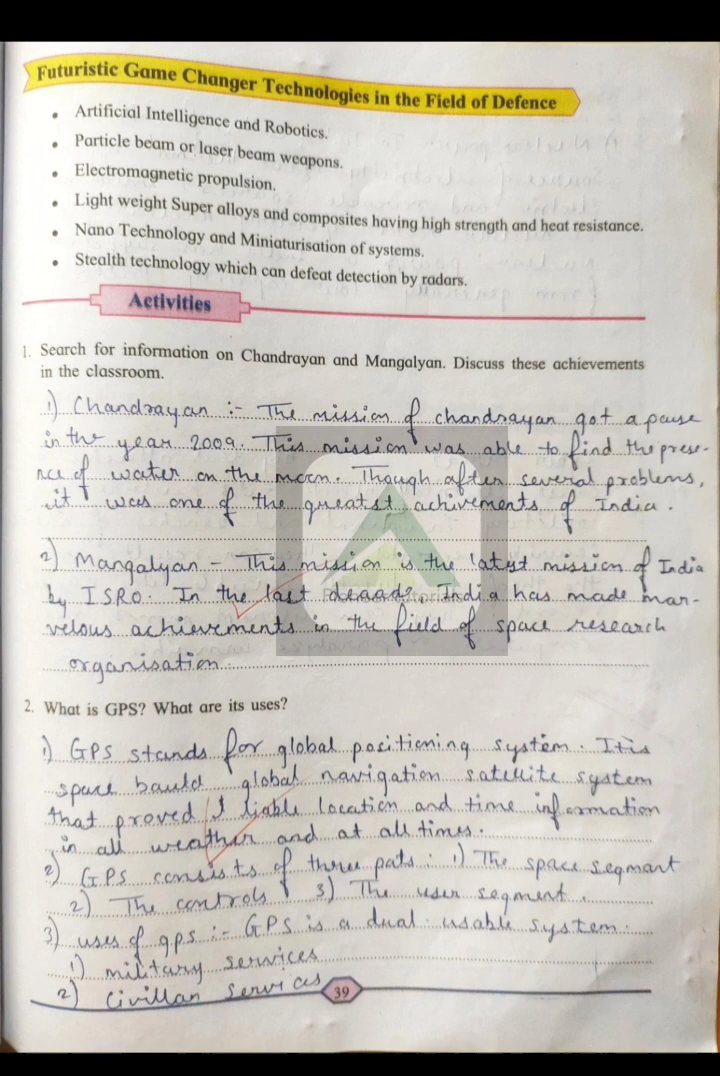 Futuristic Game Changer Technologies in the Field of Defence
• Artificial Intelligence and Robotics.
• Particle beam or laser beam weapons.
• Electromagnetic propulsion.
• Light weight Super alloys and composites having high strength and heat resistance.
• Nano Technology and Miniaturisation of systems.
• Stealth technology which can defeat detection by radars.
Activities
1. Search for information on Chandrayan and Mangalyan. Discuss these achievements
in the classroom.
1) Chandrayan :- The mission of chandrayan got a pause
in the year 2009. This mission was able to find the prese-
nce of water on the moon. Though after several problems,
it was one of the greatst achivements of India.
2) Mangalyan - This mission is the latyt mission of India
by ISRO. In the last decads, India has made mar-
velous achievements in the field of space research
organisation.
2. What is GPS? What are its uses?
1) GPS stands for global positioning system. It is
space bauld global navigation satellite system
that proved liable location and time information
in all weather and at all times.
2) GPS consists of three pats: 1) The space segmart
2) The controls 3) The user segment.
3) uses of gps :- GPS is a dual usable system.
1) military services
2) Civillan services
39